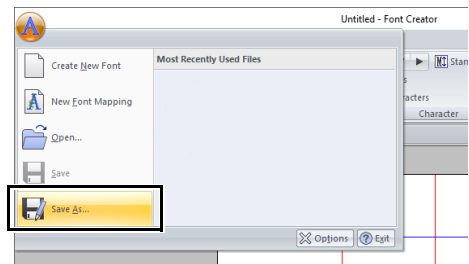 Untitled - Font Creator
Create New Font
New Font Mapping
Open...
Save
Save As...
Most Recently Used Files
Options
Exit
Stan
s
racters
Character